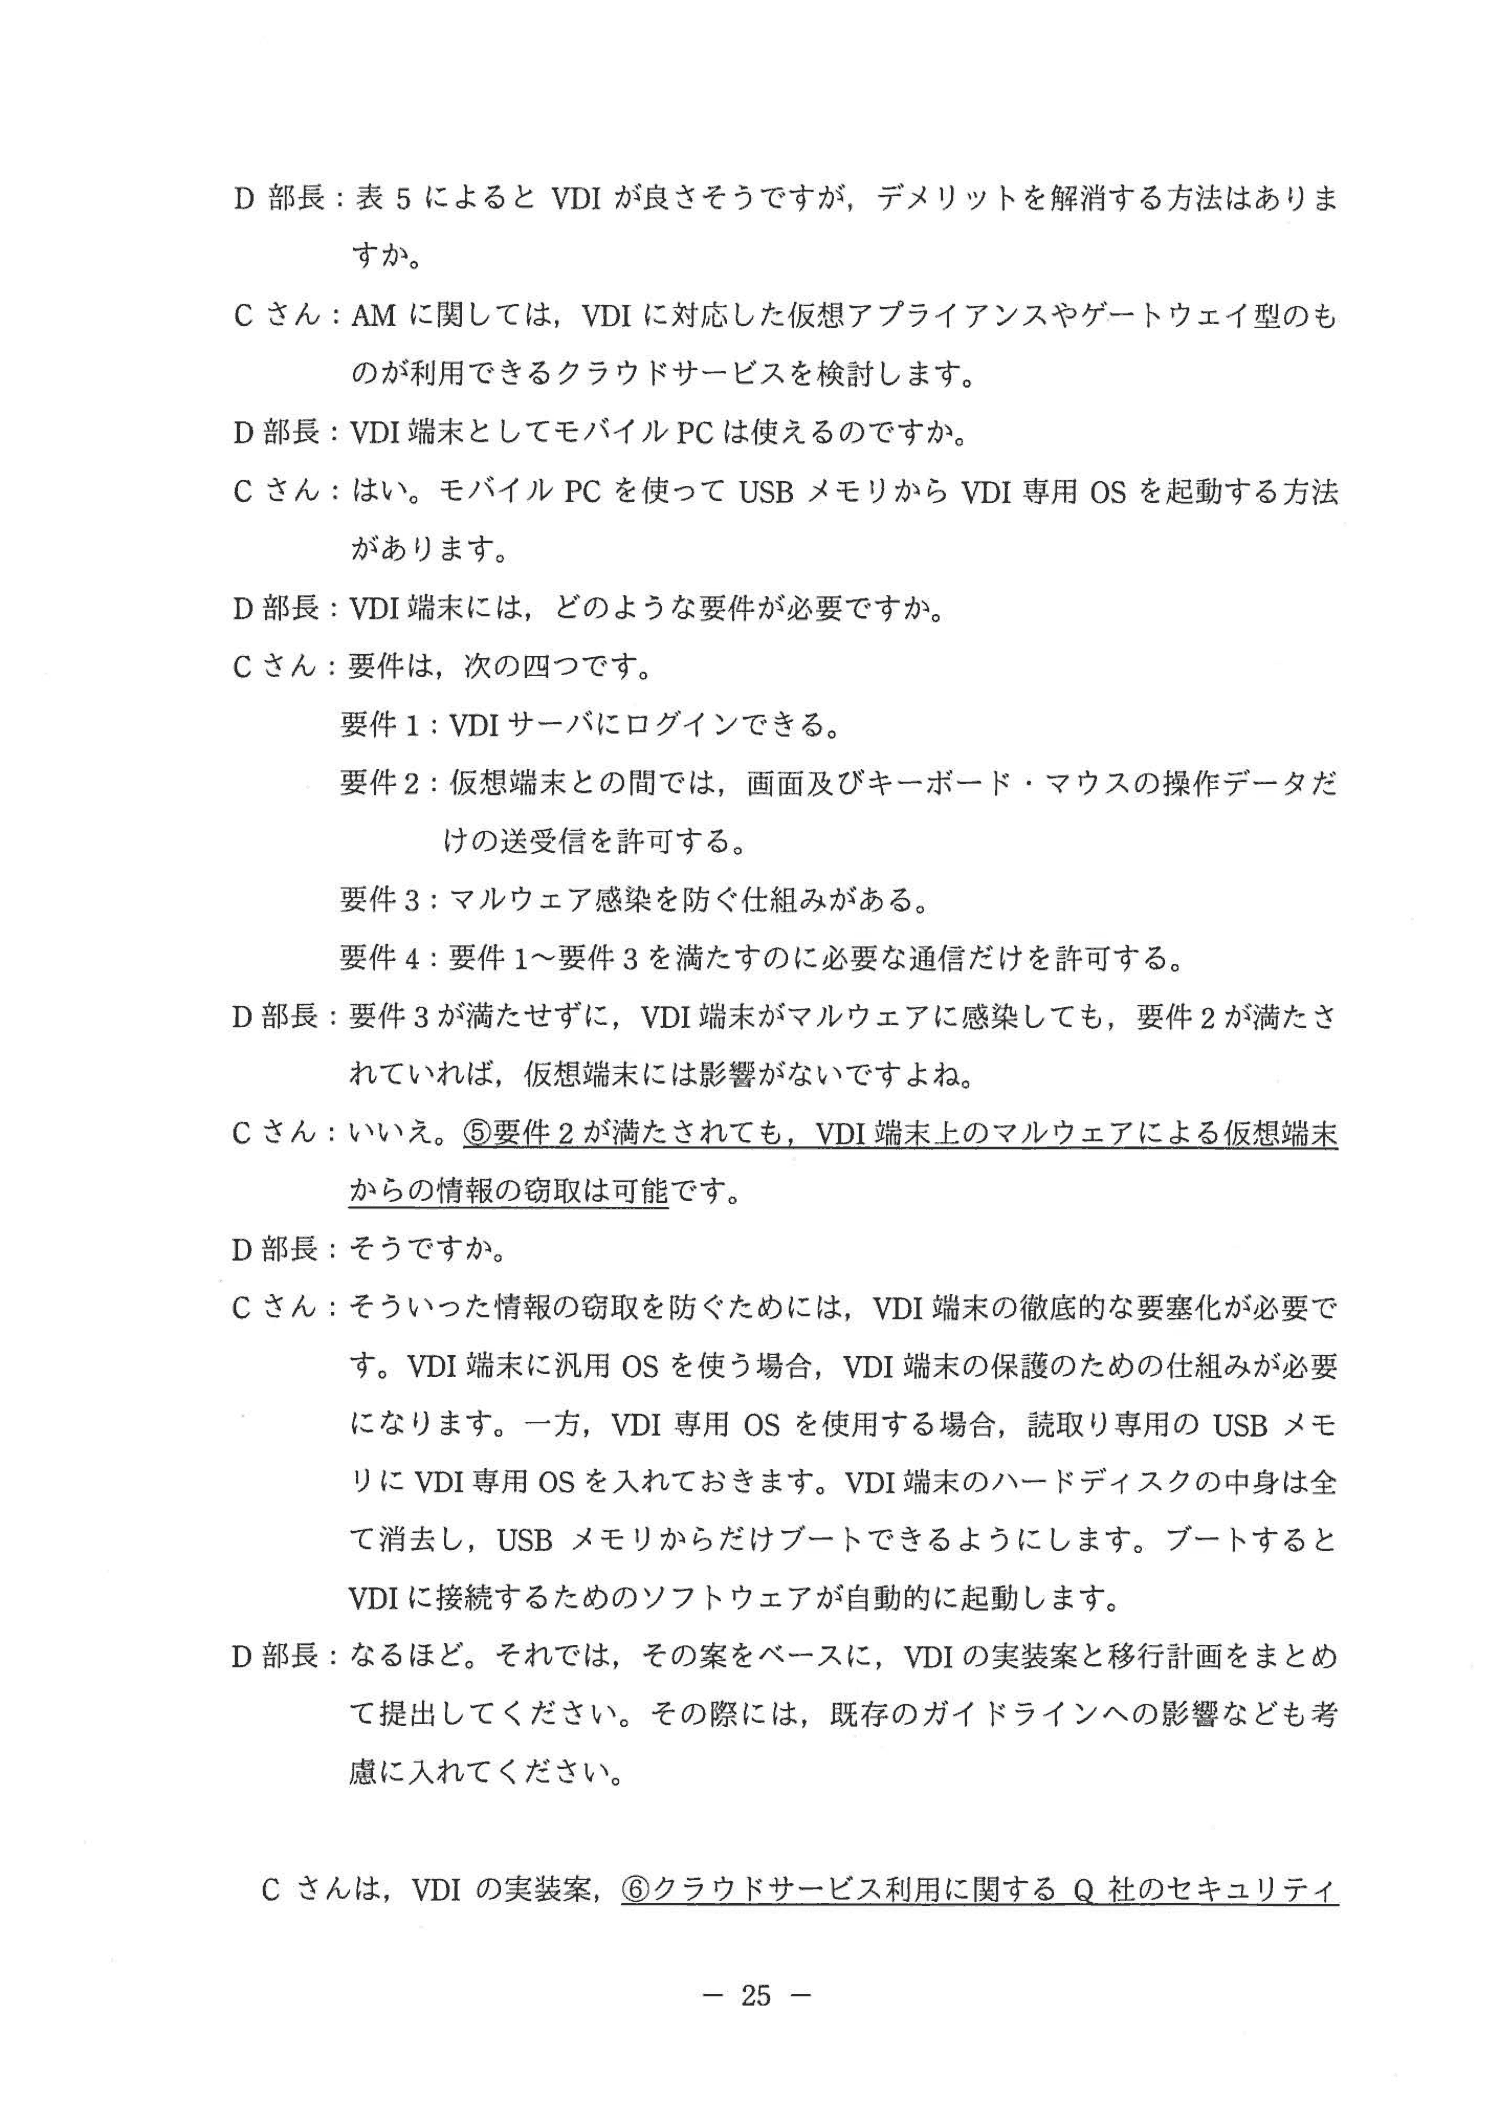 D 部長：表 5 によると VDI が良さそうですが，デメリットを解消する方法はありま
すか。
C さん：AM に関しては，VDI に対応した仮想アプライアンスやゲートウェイ型のも
のが利用できるクラウドサービスを検討します。
D 部長：VDI 端末としてモバイル PC は使えるのですか。
C さん：はい。モバイル PC を使って USB メモリから VDI 専用 OS を起動する方法
があります。
D 部長：VDI 端末には，どのような要件が必要ですか。
C さん：要件は，次の四つです。
要件 1：VDI サーバにログインできる。
要件 2：仮想端末との間では，画面及びキーボード・マウスの操作データだ
けの送受信を許可する。
要件 3：マルウェア感染を防ぐ仕組みがある。
要件 4：要件 1～要件 3 を満たすのに必要な通信だけを許可する。
D 部長：要件 3 が満たせずに，VDI 端末がマルウェアに感染しても，要件 2 が満たさ
れていれば，仮想端末には影響がないですよね。
C さん：いいえ。⑤要件 2 が満たされても，VDI 端末上のマルウェアによる仮想端末
からの情報の窃取は可能です。
D 部長：そうですか。
C さん：そういった情報の窃取を防ぐためには，VDI 端末の徹底的な要塞化が必要で
す。VDI 端末に汎用 OS を使う場合，VDI 端末の保護のための仕組みが必要
になります。一方，VDI 専用 OS を使用する場合，読取り専用の USB メモ
リに VDI 専用 OS を入れておきます。VDI 端末のハードディスクの中身は全
て消去し，USB メモリからだけブートできるようにします。ブートすると
VDI に接続するためのソフトウェアが自動的に起動します。
D 部長：なるほど。それでは，その案をベースに，VDI の実装案と移行計画をまとめ
て提出してください。その際には，既存のガイドラインへの影響なども考
慮に入れてください。
C さんは，VDI の実装案，⑥クラウドサービス利用に関する Q 社のセキュリティ
－ 25 －